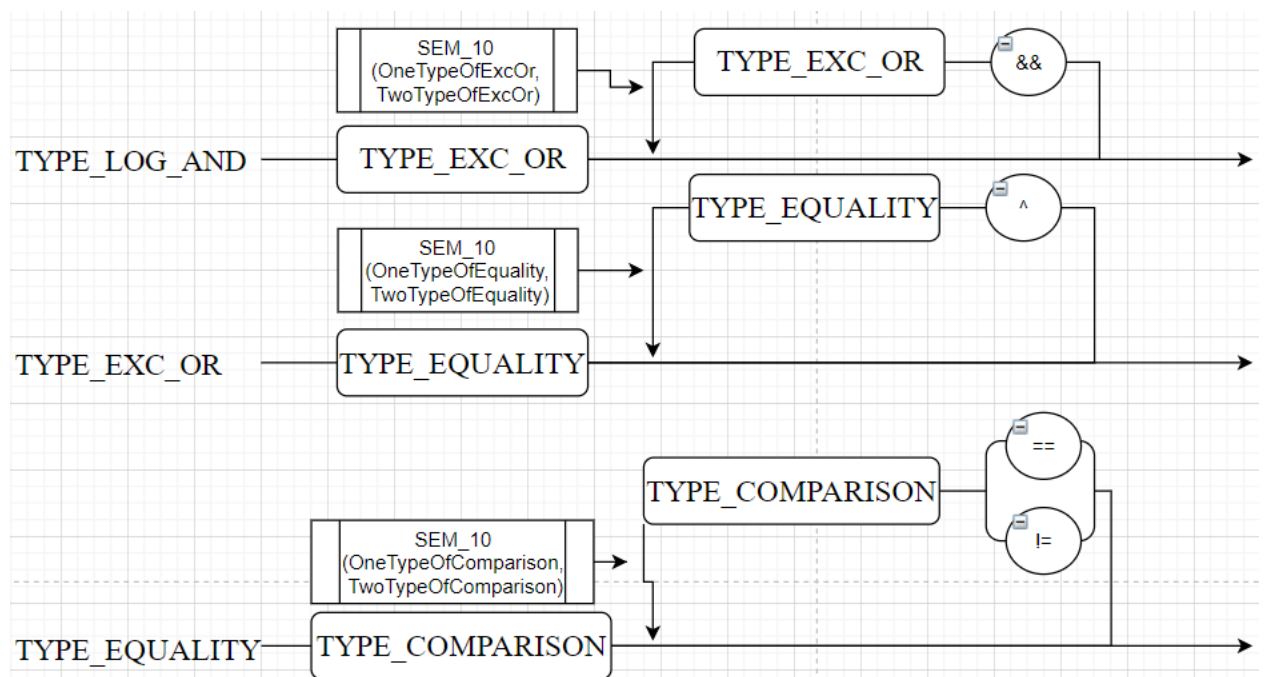 SEM_10
(OneTypeOfExcOr,
TwoTypeOfExcOr)
TYPE_EXC_OR
&&
TYPE_LOG_AND
TYPE_EXC_OR
TYPE_EQUALITY
^
SEM_10
(OneTypeOfEquality,
TwoTypeOfEquality)
TYPE_EXC_OR
TYPE_EQUALITY
==
TYPE_COMPARISON
!=
SEM_10
(OneTypeOfComparison,
TwoTypeOfComparison)
TYPE_EQUALITY
TYPE_COMPARISON